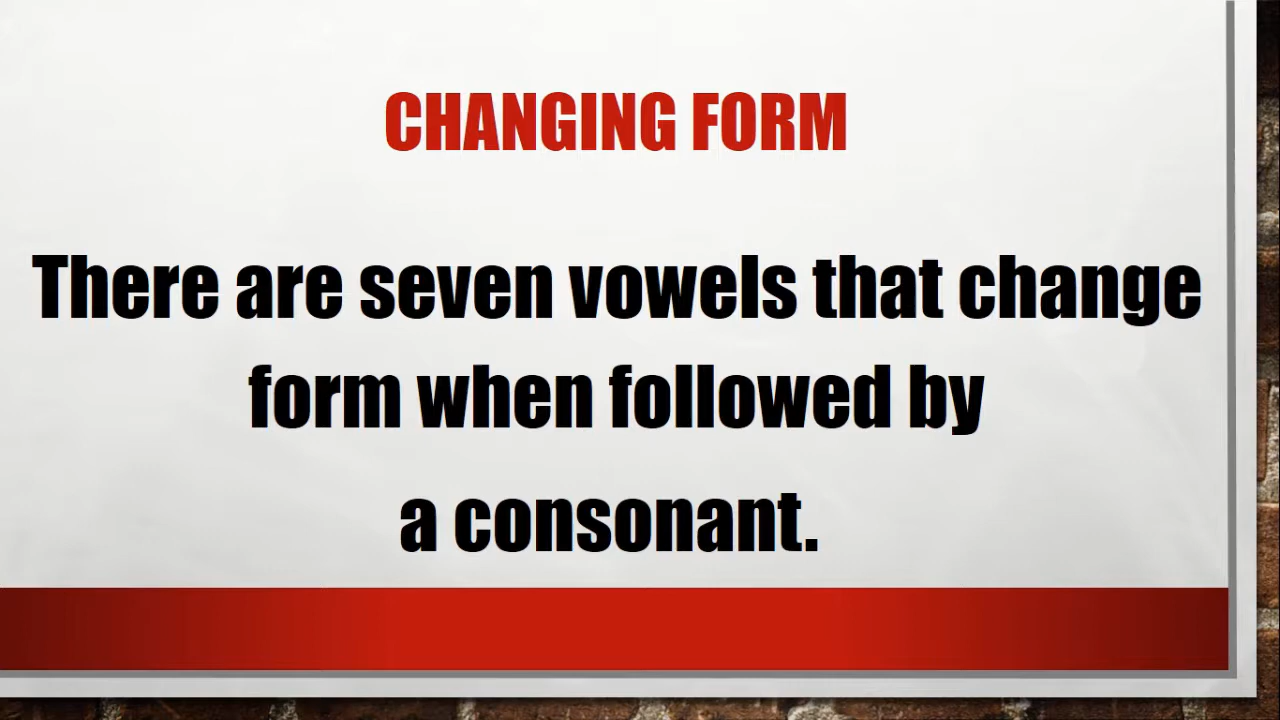 CHANGING FORM
There are seven vowels that change
form when followed by
a consonant.